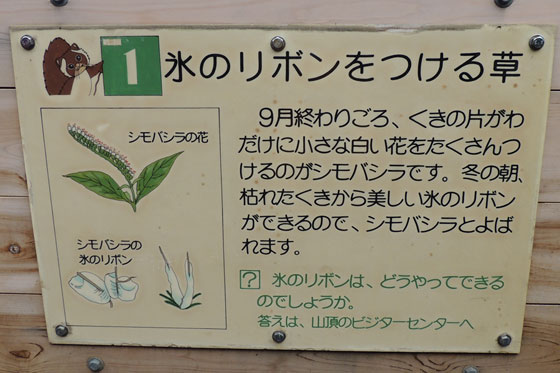 1 氷のリボンをつける草
シモバシラの花
シモバシラの
氷のリボン
9月終わりごろ、くきの片がわ
だけに小さな白い花をたくさんつ
けるのがシモバシラです。冬の朝、
枯れたくきから美しい氷のリボン
ができるので、シモバシラとよば
れます。
? 氷のリボンは、どうやってできる
のでしょうか。
答えは、山頂のビジターセンターへ